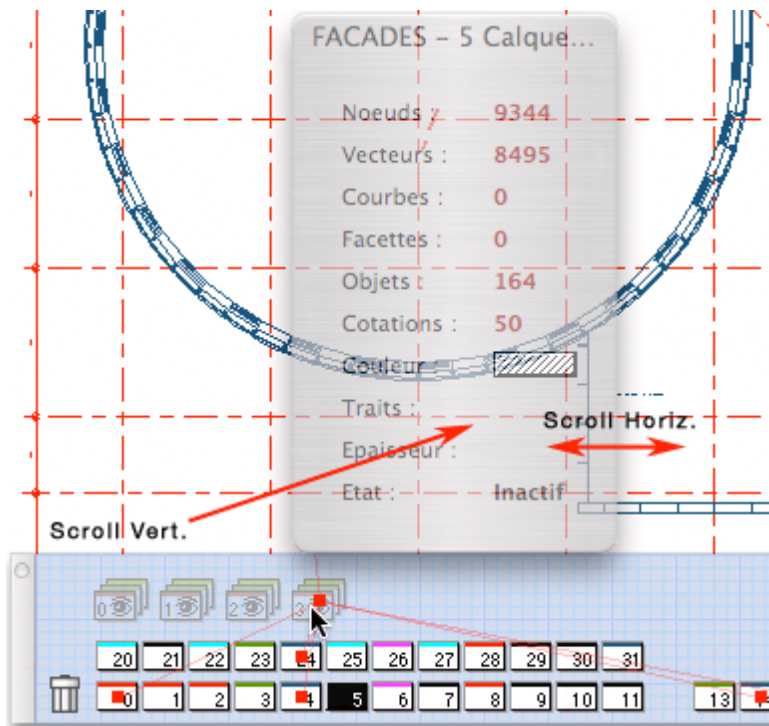 FACADES - 5 Calque...
Noeuds : 9344
Vecteurs : 8495
Courbes : 0
Facettes : 0
Objets : 164
Cotations : 50
Couleur :
Traits :
Scroll Horiz.
Epaisseur :
Etat : Inactif
Scroll Vert.
0 1 2 3
20 21 22 23 24 25 26 27 28 29 30 31
0 1 2 3 4 5 6 7 8 9 10 11 13